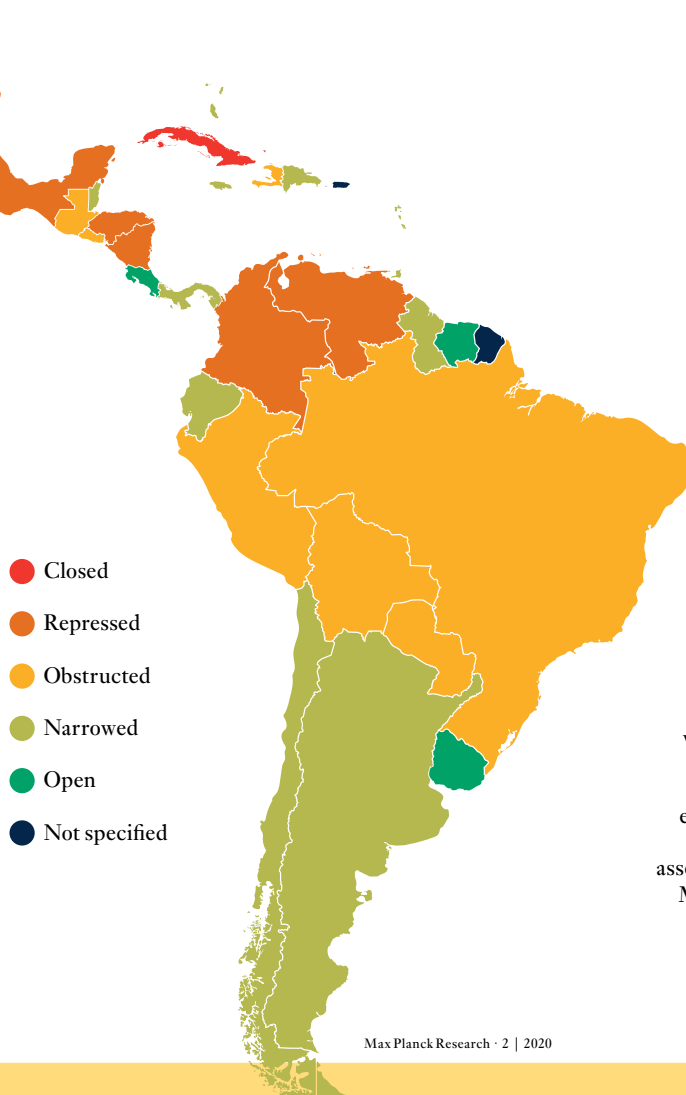 Closed
Repressed
Obstructed
Narrowed
Open
Not specified
Max Planck Research · 2 | 2020